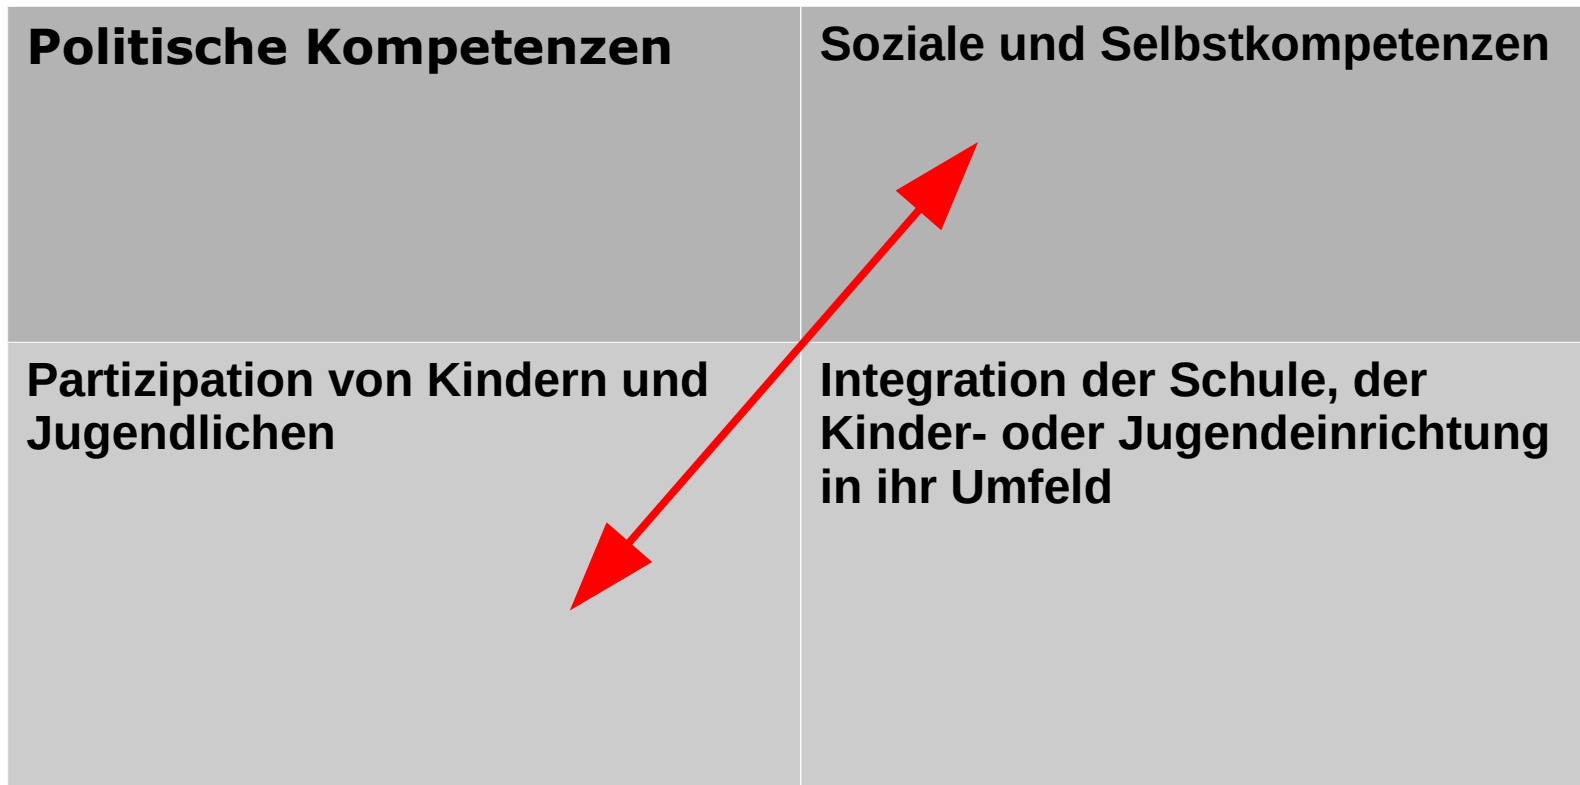 Politische Kompetenzen
Soziale und Selbstkompetenzen
Partizipation von Kindern und
Jugendlichen
Integration der Schule, der
Kinder- oder Jugendeinrichtung
in ihr Umfeld